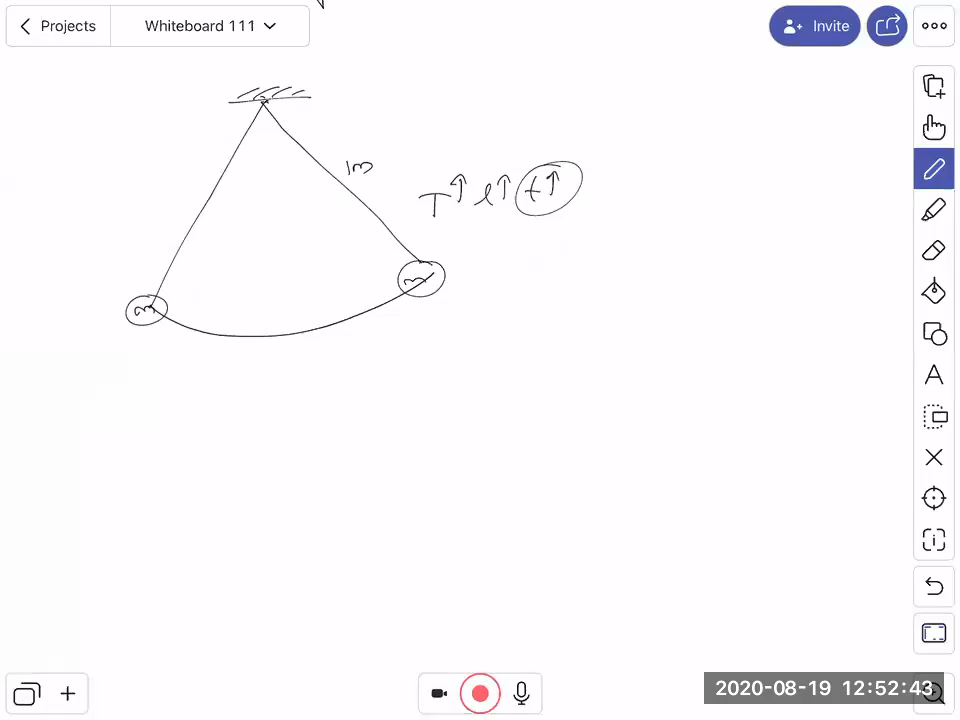 Projects
Whiteboard 111
Invite
1m
T↑ l↑ t↑
m
m
A
2020-08-19 12:52:43